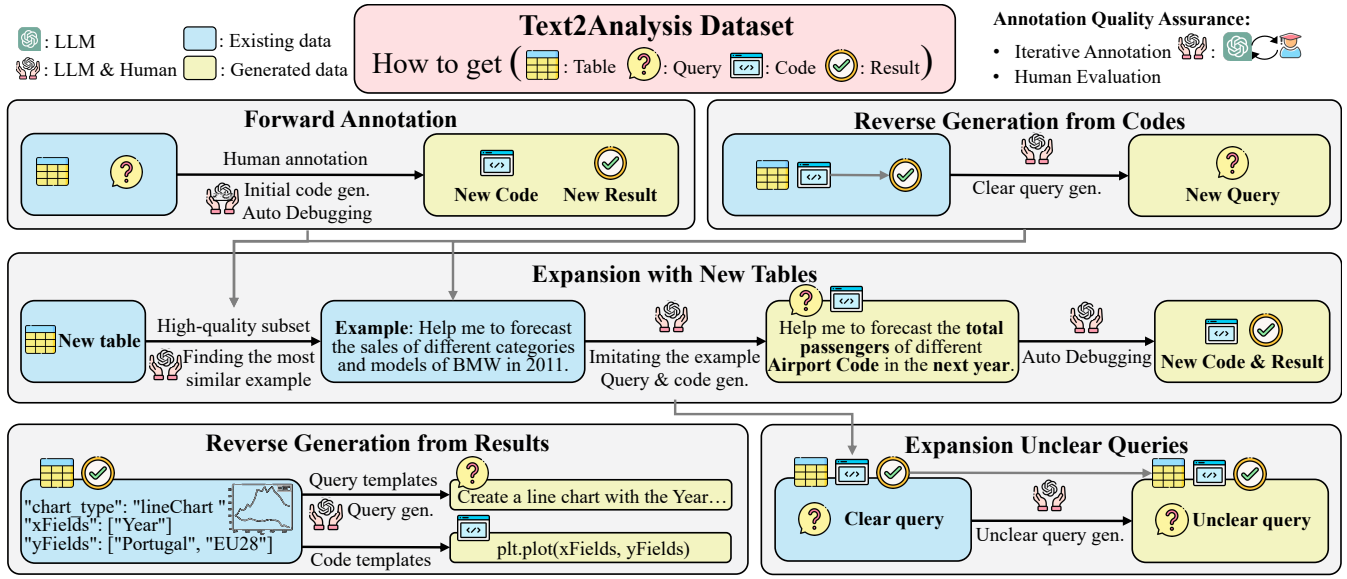 Text2Analysis Dataset
How to get ( : Table : Query : Code : Result )
: LLM
: Existing data
: LLM & Human
: Generated data
Annotation Quality Assurance:
• Iterative Annotation :
• Human Evaluation
Forward Annotation
Human annotation
Initial code gen.
Auto Debugging
New Code New Result
Reverse Generation from Codes
Clear query gen.
New Query
Expansion with New Tables
New table
High-quality subset
Finding the most
similar example
Example: Help me to forecast
the sales of different categories
and models of BMW in 2011.
Imitating the example
Query & code gen.
Help me to forecast the total
passengers of different
Airport Code in the next year.
Auto Debugging
New Code & Result
Reverse Generation from Results
"chart_type": "lineChart "
"xFields": ["Year"]
"yFields": ["Portugal", "EU28"]
Query templates
Query gen.
Code templates
Create a line chart with the Year…
plt.plot(xFields, yFields)
Expansion Unclear Queries
Clear query
Unclear query gen.
Unclear query